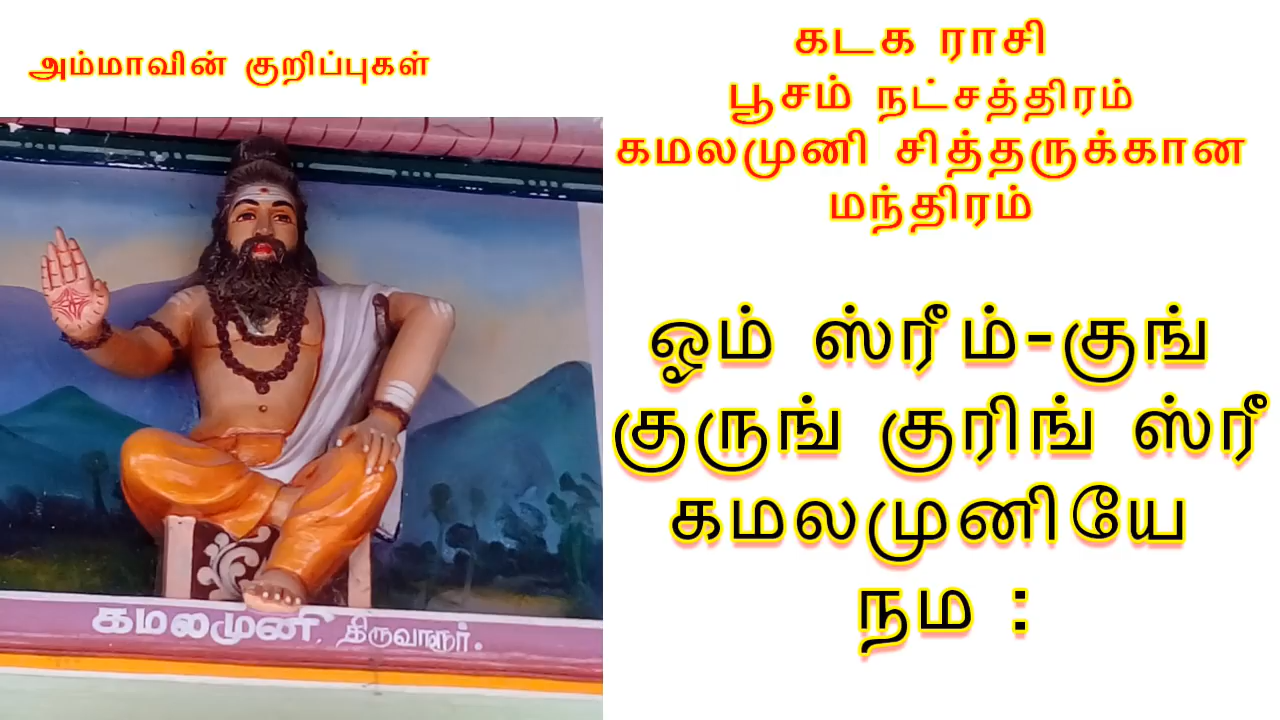 அம்மாவின் குறிப்புகள்
கடக ராசி
பூசம் நட்சத்திரம்
கமலமுனி சித்தருக்கான
மந்திரம்
ஓம் ஸ்ரீம்-குங்
குருங் குரிங் ஸ்ரீ
கமலமுனியே
நம :
கமலமுனி, திருவாரூர்.